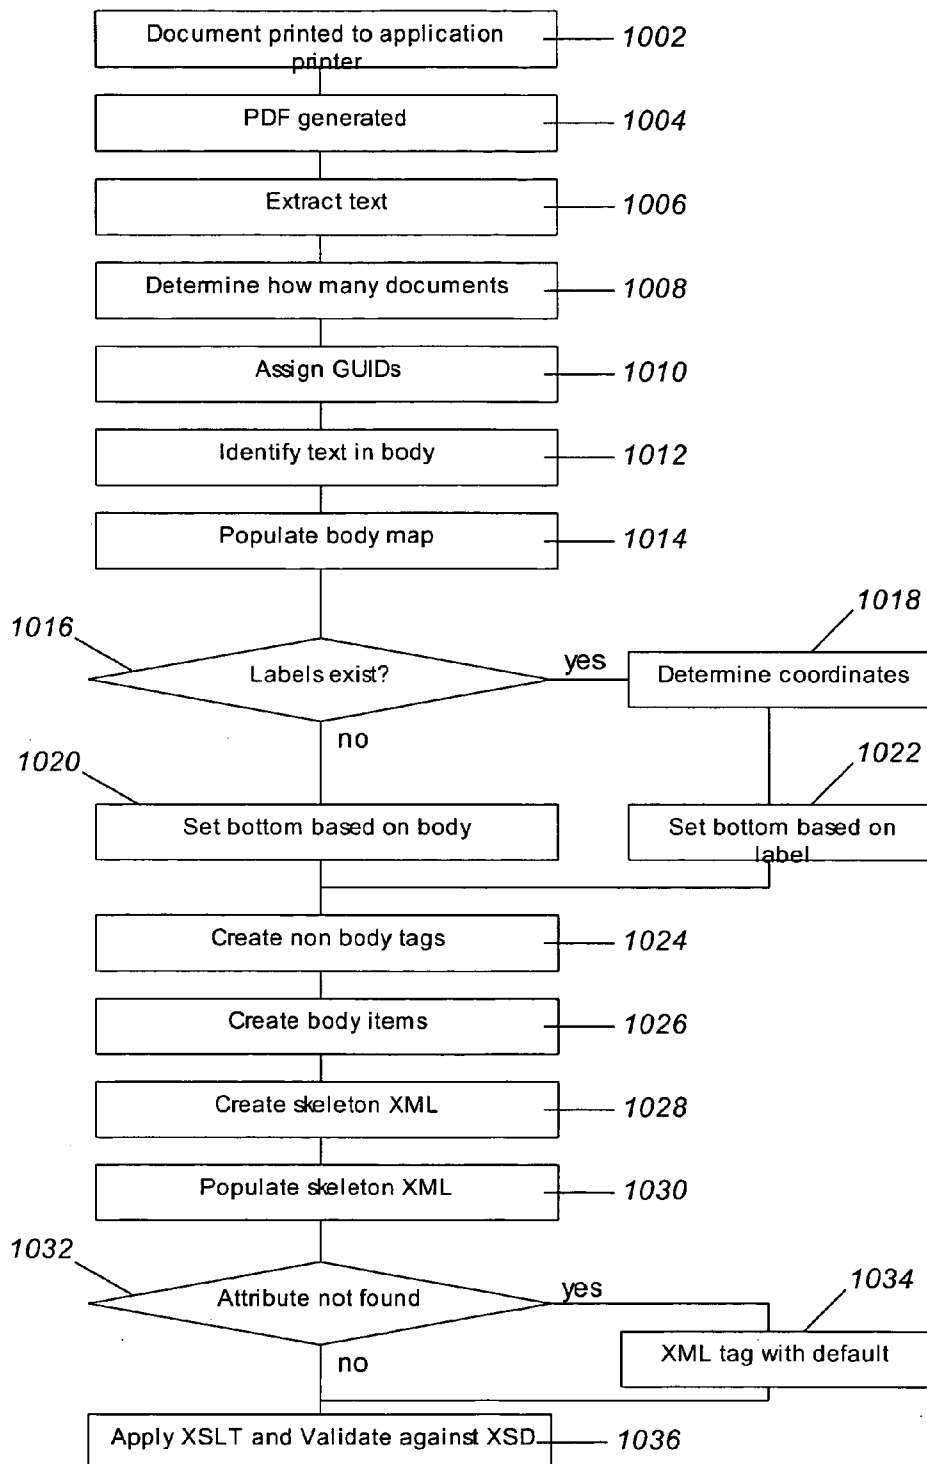 Document printed to application
printer
1002
PDF generated
1004
Extract text
1006
Determine how many documents
1008
Assign GUIDs
1010
Identify text in body
1012
Populate body map
1014
1016
Labels exist?
yes
1018
Determine coordinates
no
1020
Set bottom based on body
1022
Set bottom based on
label
Create non body tags
1024
Create body items
1026
Create skeleton XML
1028
Populate skeleton XML
1030
1032
Attribute not found
yes
1034
XML tag with default
no
Apply XSLT and Validate against XSD
1036